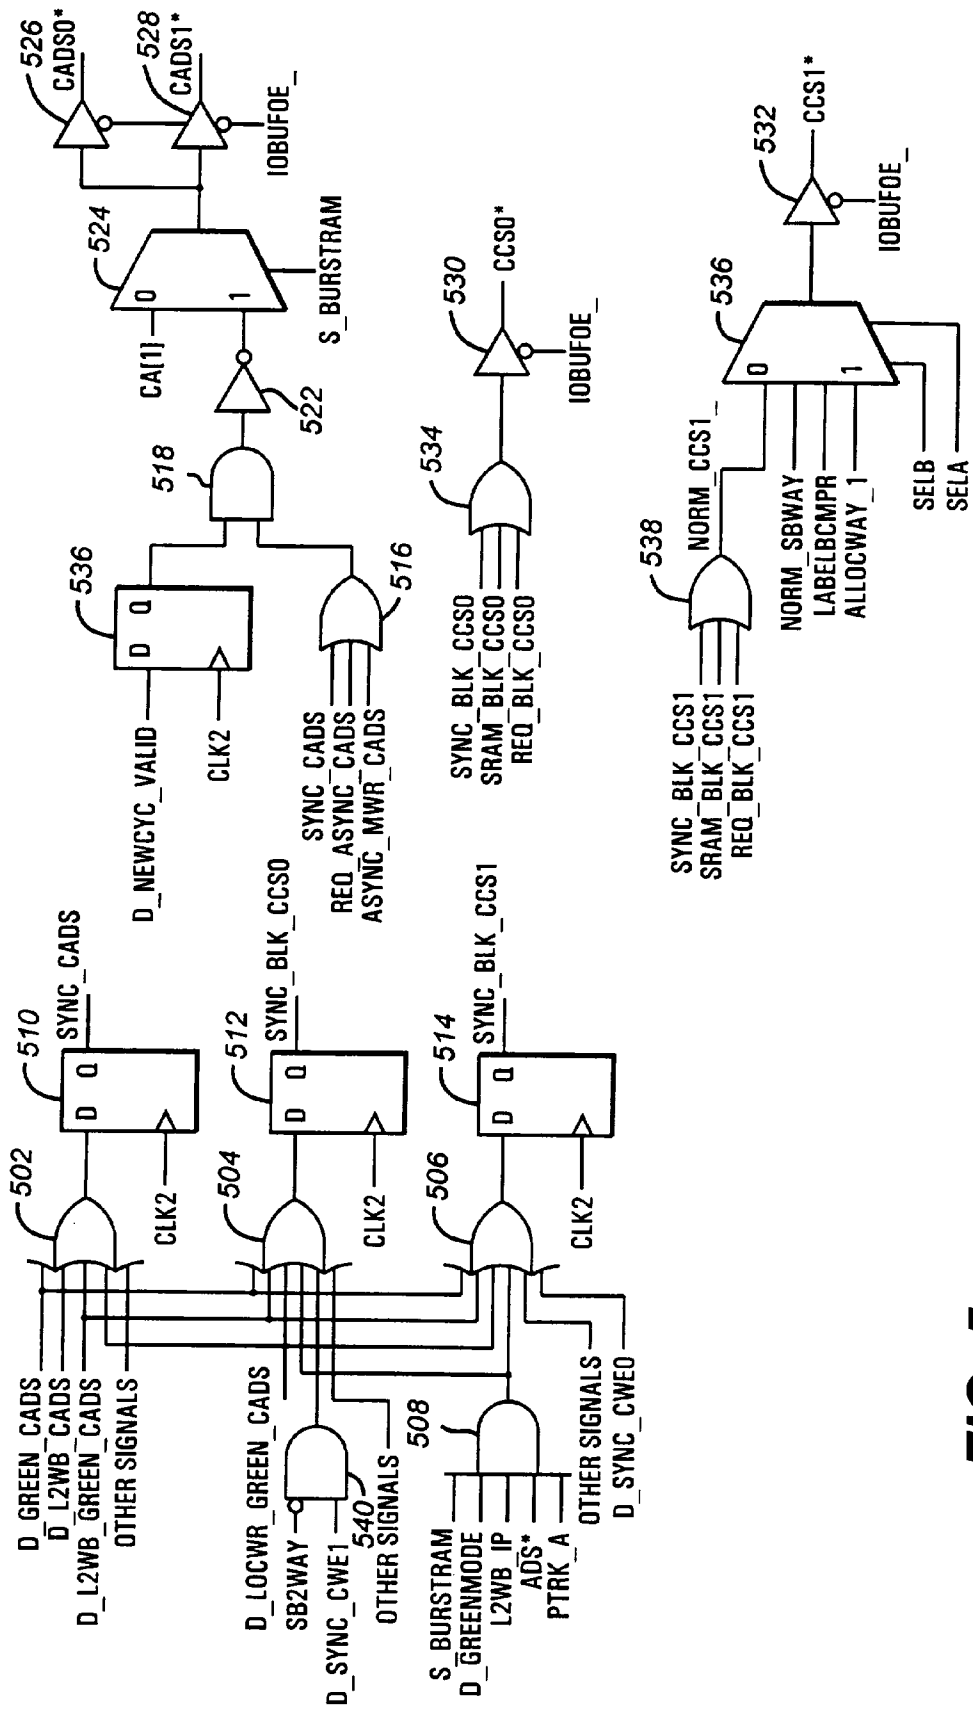 D_GREEN_CADS
D_L2WB_CADS
D_L2WB_GREEN_CADS
OTHER SIGNALS
502
CLK2
510
D Q
SYNC_CADS
D_LOCWR_GREEN_CADS
SB2WAY
D_SYNC_CWE1
540
OTHER SIGNALS
504
CLK2
512
D Q
SYNC_BLK_CCS0
S_BURSTRAM
D_GREENMODE
L2WB_IP
ADS*
PTRK_A
508
OTHER SIGNALS
D_SYNC_CWE0
506
CLK2
514
D Q
SYNC_BLK_CCS1
D_NEWCYC_VALID
CLK2
536
D Q
SYNC_CADS
REQ_ASYNC_CADS
ASYNC_MWR_CADS
516
518
522
CA[1]
0
1
524
S_BURSTRAM
526
CADS0*
528
CADS1*
IOBUFOE_
SYNC_BLK_CCS0
SRAM_BLK_CCS0
REQ_BLK_CCS0
534
530
CCS0*
IOBUFOE_
SYNC_BLK_CCS1
SRAM_BLK_CCS1
REQ_BLK_CCS1
538
NORM_CCS1_
NORM_SBWAY
LABELBCMPR
ALLOCWAY_1
0
1
536
SELB
SELA
532
CCS1*
IOBUFOE_